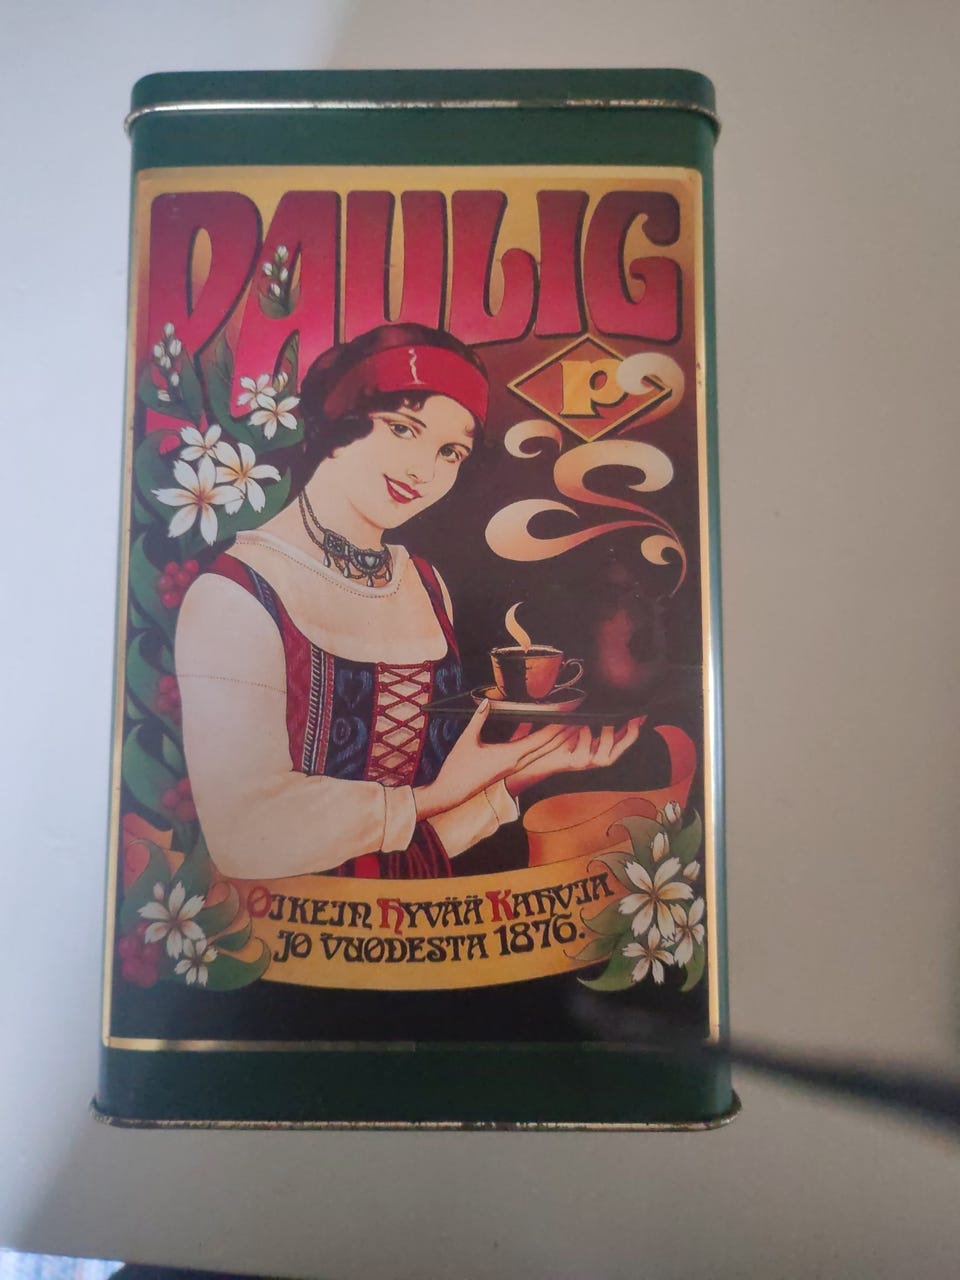 PAULIG
P
OIKEIN HYVÄÄ KAHVIA
JO VUODESTA 1876.